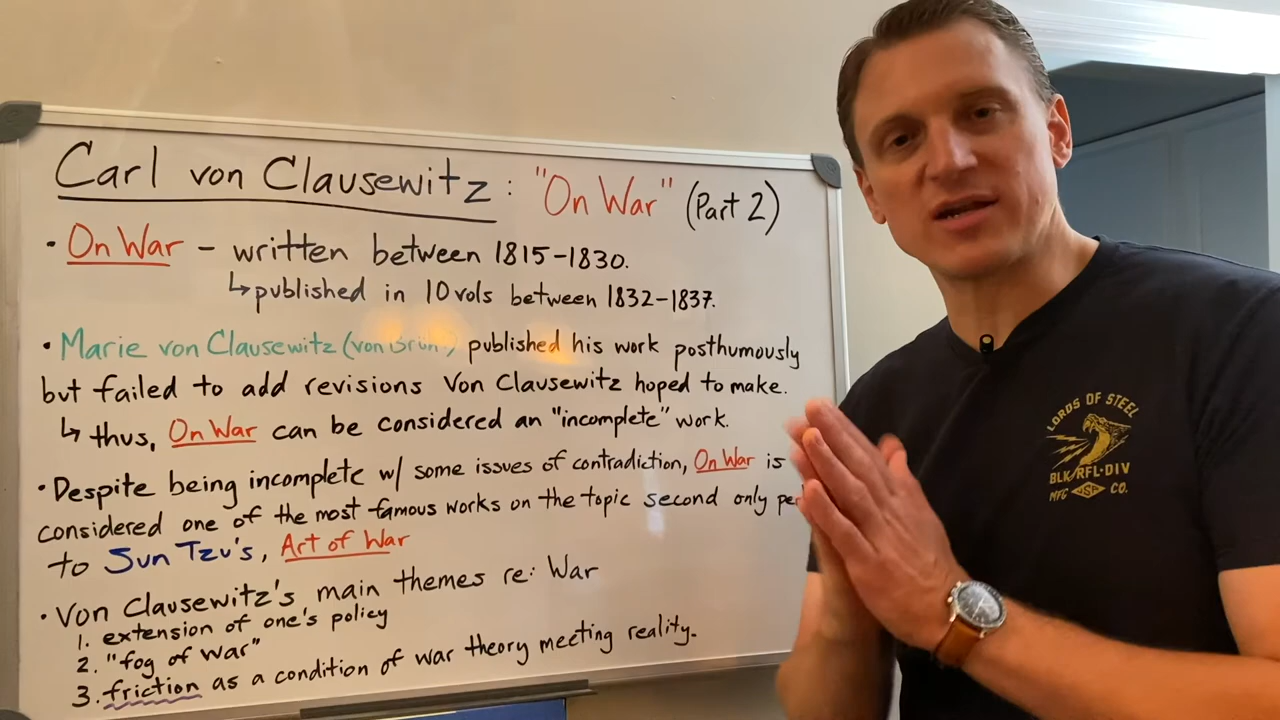 Carl von Clausewitz: "On War" (Part 2)
• On War – written between 1815–1830.
↳ published in 10 vols between 1832–1837.
• Marie von Clausewitz (von Brühl) published his work posthumously
but failed to add revisions Von Clausewitz hoped to make.
↳ thus, On War can be considered an "incomplete" work.
• Despite being incomplete w/ some issues of contradiction, On War is
considered one of the most famous works on the topic second only
to Sun Tzu's, Art of War
• Von Clausewitz's main themes re: War
1. extension of one's policy
2. "fog of war"
3. friction as a condition of war theory meeting reality.
LORDS OF STEEL
BLK RFL-DIV
MFG CO.